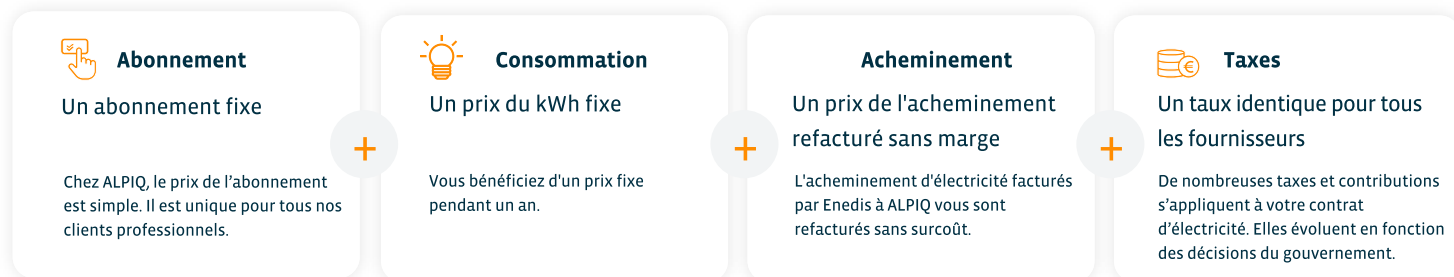 Abonnement
Un abonnement fixe
Chez ALPIQ, le prix de l’abonnement
est simple. Il est unique pour tous nos
clients professionnels.
+
Consommation
Un prix du kWh fixe
Vous bénéficiez d'un prix fixe
pendant un an.
+
Acheminement
Un prix de l'acheminement
refacturé sans marge
L'acheminement d'électricité facturés
par Enedis à ALPIQ vous sont
refacturés sans surcoût.
+
€
Taxes
Un taux identique pour tous
les fournisseurs
De nombreuses taxes et contributions
s’appliquent à votre contrat
d’électricité. Elles évoluent en fonction
des décisions du gouvernement.